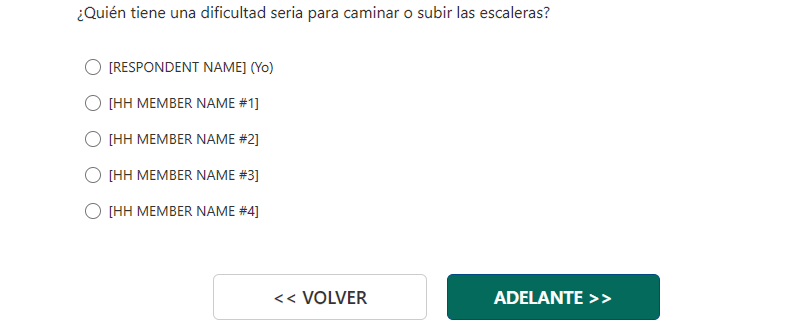 ¿Quién tiene una dificultad seria para caminar o subir las escaleras?
[RESPONDENT NAME] (Yo)
[HH MEMBER NAME #1]
[HH MEMBER NAME #2]
[HH MEMBER NAME #3]
[HH MEMBER NAME #4]
<< VOLVER
ADELANTE >>